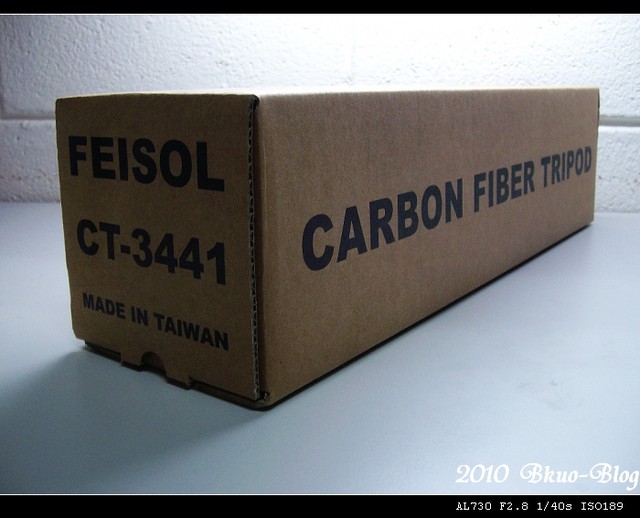 FEISOL
CT-3441
MADE IN TAIWAN
CARBON FIBER TRIPOD
2010 Bkuo-Blog
AL730 F2.8 1/40s ISO189